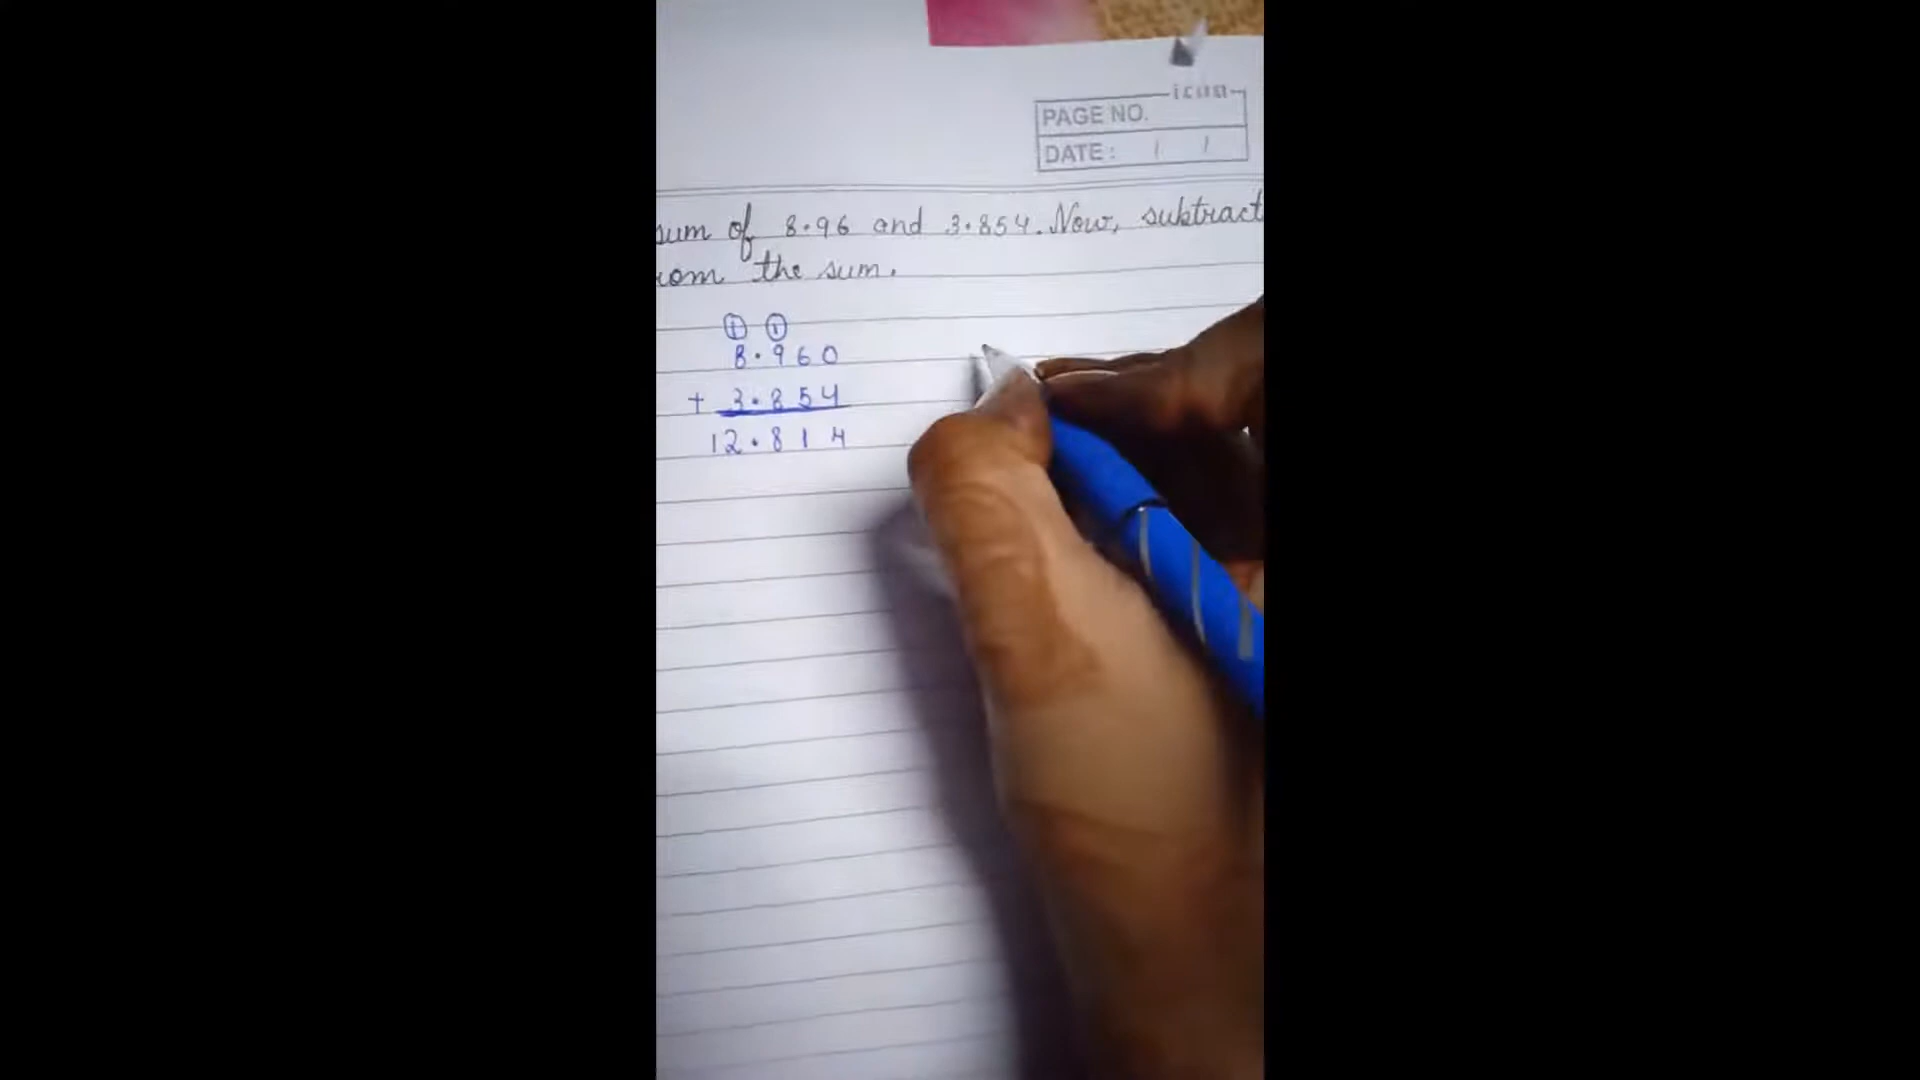 icon
PAGE NO.
DATE : / /
sum of 8.96 and 3.854. Now, subtract
rom the sum.
1 1
8.960
+ 3.854
12.814